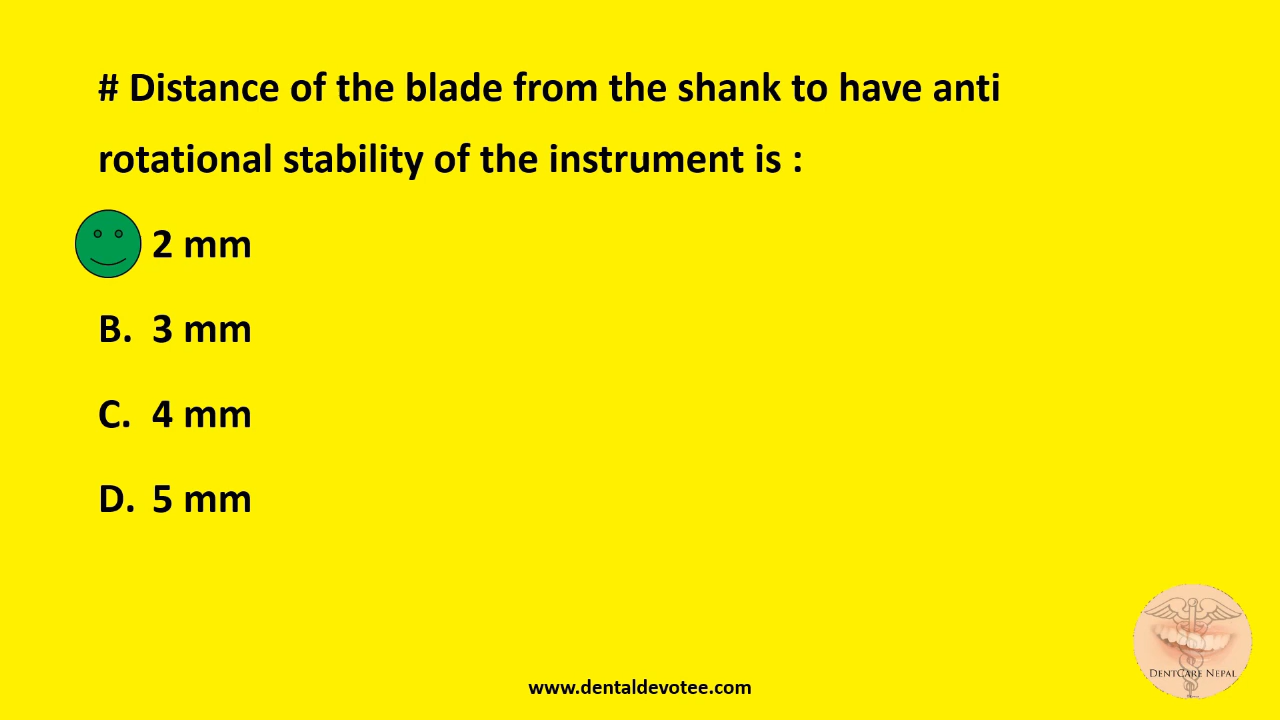 # Distance of the blade from the shank to have anti
rotational stability of the instrument is :
2 mm
B. 3 mm
C. 4 mm
D. 5 mm
DENTCARE NEPAL
www.dentaldevotee.com